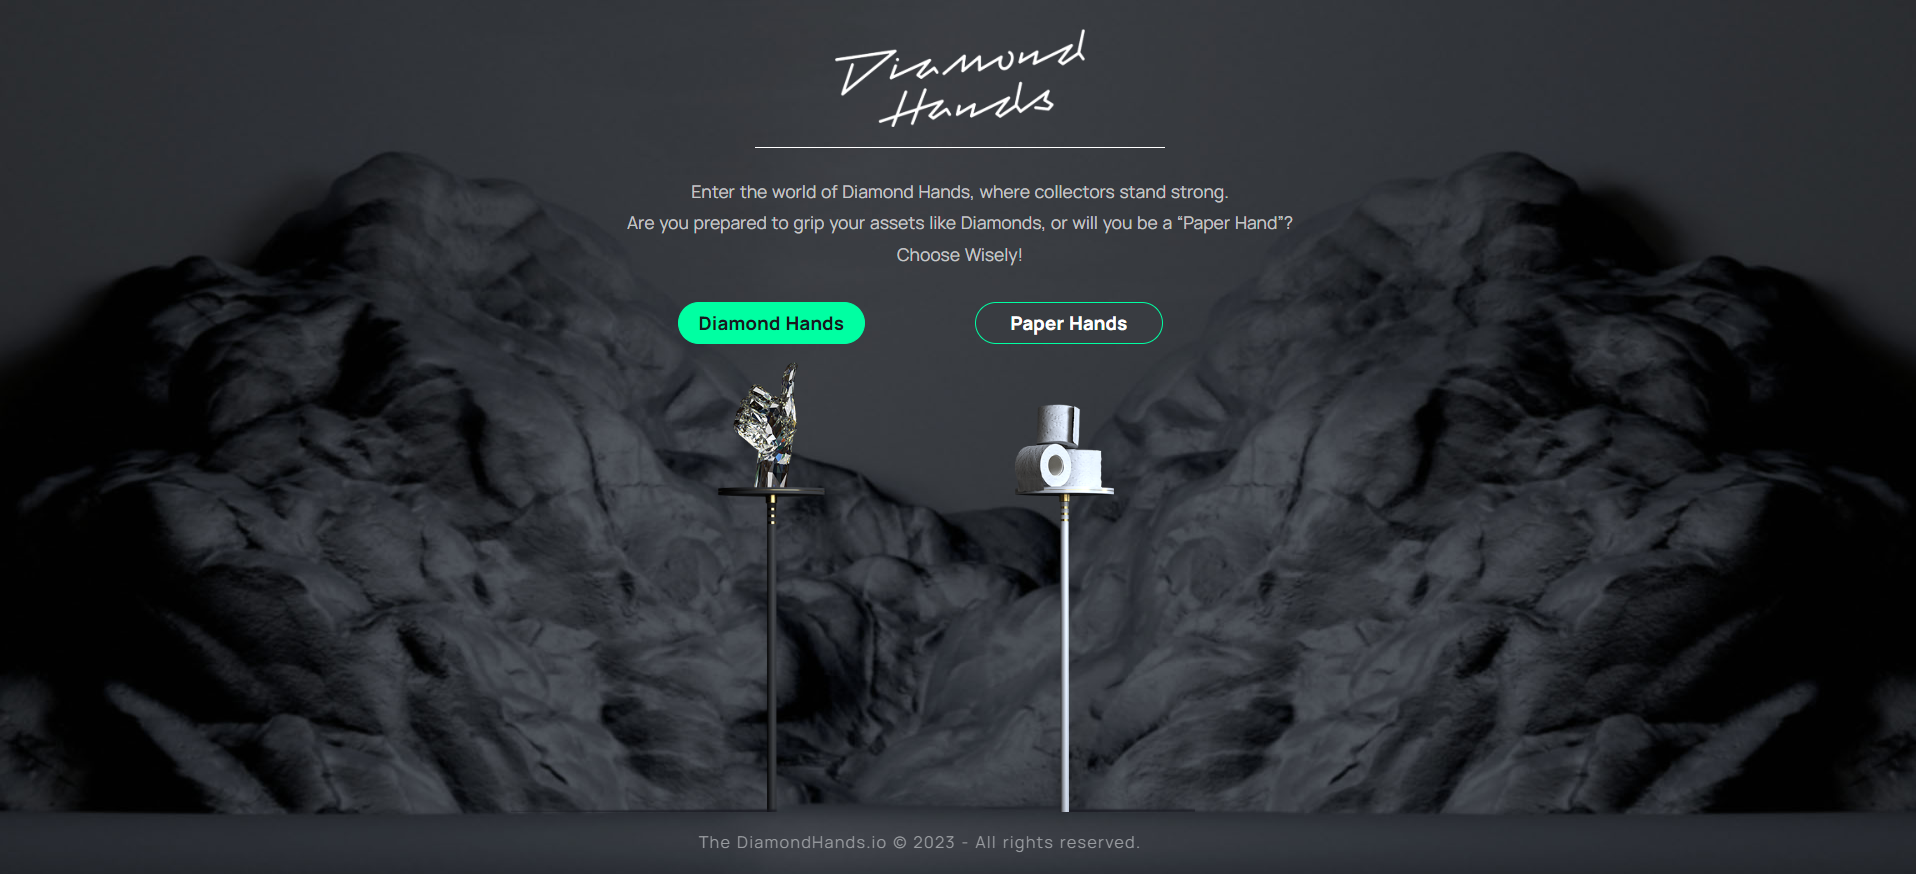 Diamond
Hands
Enter the world of Diamond Hands, where collectors stand strong.
Are you prepared to grip your assets like Diamonds, or will you be a “Paper Hand”?
Choose Wisely!
Diamond Hands
Paper Hands
The DiamondHands.io © 2023 - All rights reserved.